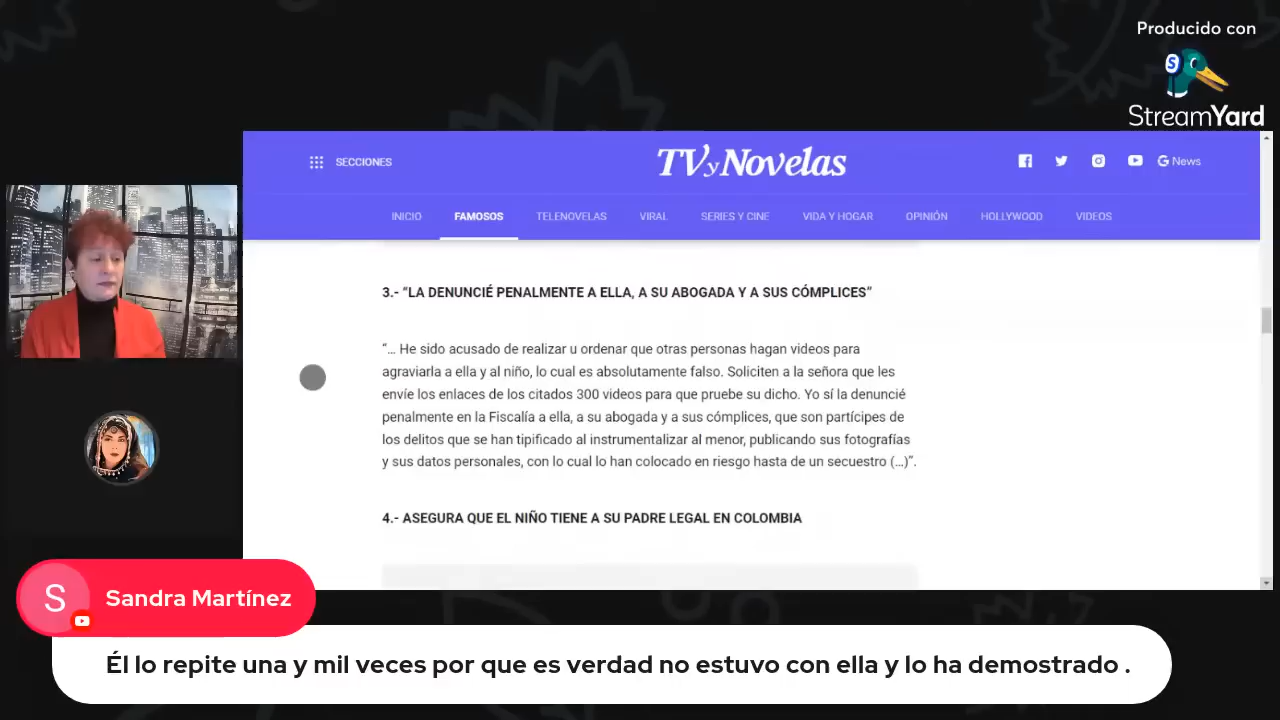 Producido con
S
StreamYard
SECCIONES
TVyNovelas
G News
INICIO FAMOSOS TELENOVELAS VIRAL SERIES Y CINE VIDA Y HOGAR OPINIÓN HOLLYWOOD VIDEOS
3.- “LA DENUNCIÉ PENALMENTE A ELLA, A SU ABOGADA Y A SUS CÓMPLICES”
“… He sido acusado de realizar u ordenar que otras personas hagan videos para
agraviarla a ella y al niño, lo cual es absolutamente falso. Soliciten a la señora que les
envíe los enlaces de los citados 300 videos para que pruebe su dicho. Yo sí la denuncié
penalmente en la Fiscalía a ella, a su abogada y a sus cómplices, que son partícipes de
los delitos que se han tipificado al instrumentalizar al menor, publicando sus fotografías
y sus datos personales, con lo cual lo han colocado en riesgo hasta de un secuestro (…)”.
4.- ASEGURA QUE EL NIÑO TIENE A SU PADRE LEGAL EN COLOMBIA
S
Sandra Martínez
Él lo repite una y mil veces por que es verdad no estuvo con ella y lo ha demostrado .